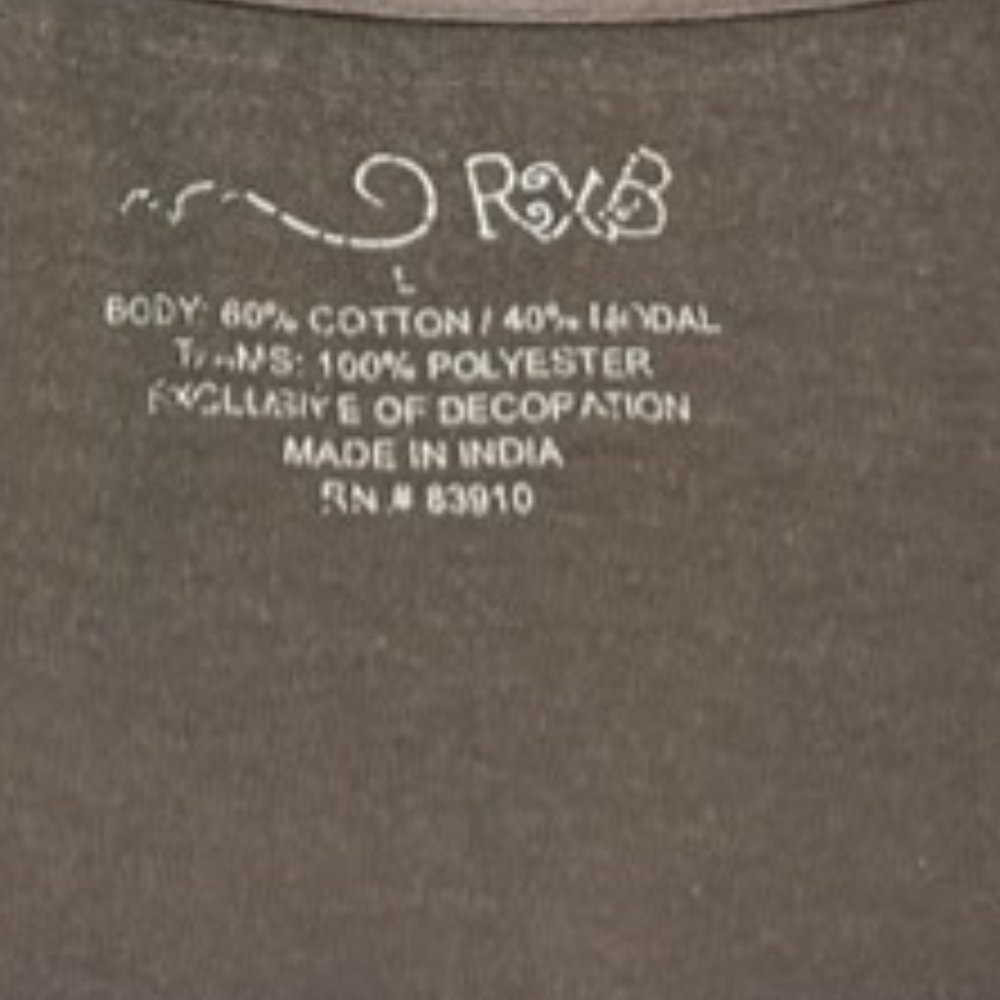 RXB
L
BODY: 60% COTTON / 40% MODAL
TRIMS: 100% POLYESTER
EXCLUSIVE OF DECORATION
MADE IN INDIA
RN # 83910